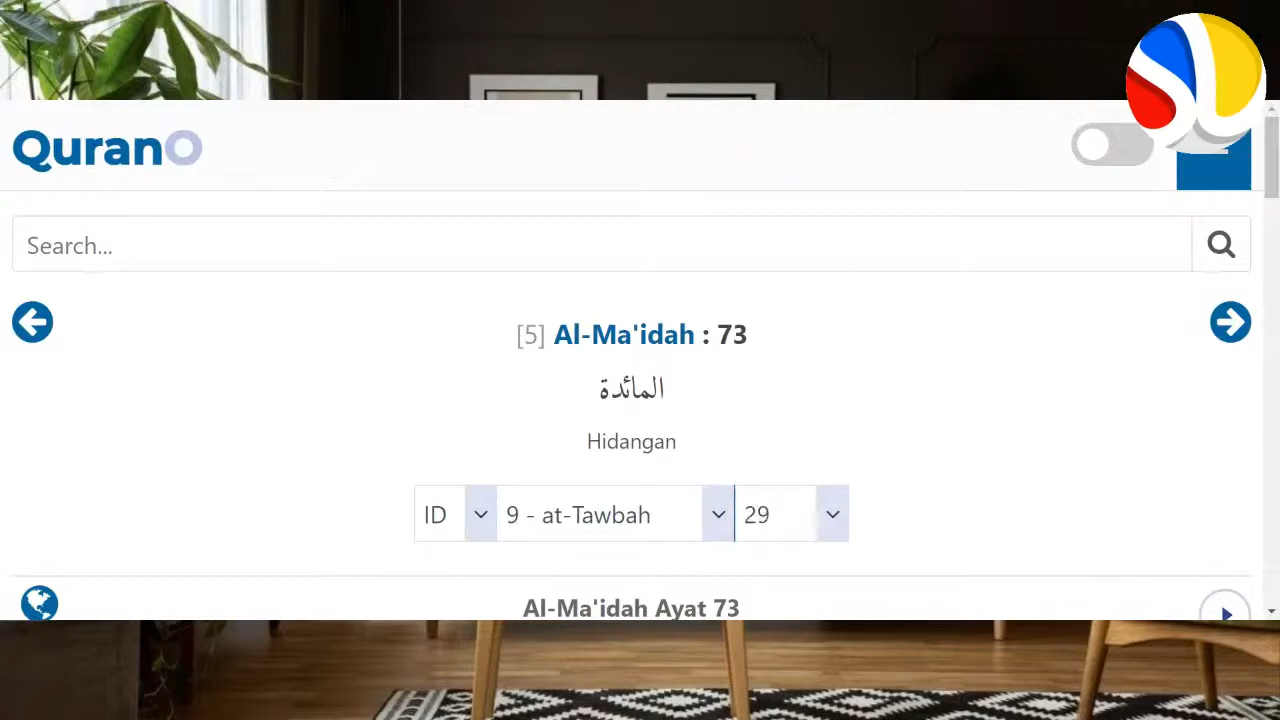 QuranO
Search...
[5] Al-Ma'idah : 73
المائدة
Hidangan
ID 9 - at-Tawbah 29
Al-Ma'idah Ayat 73